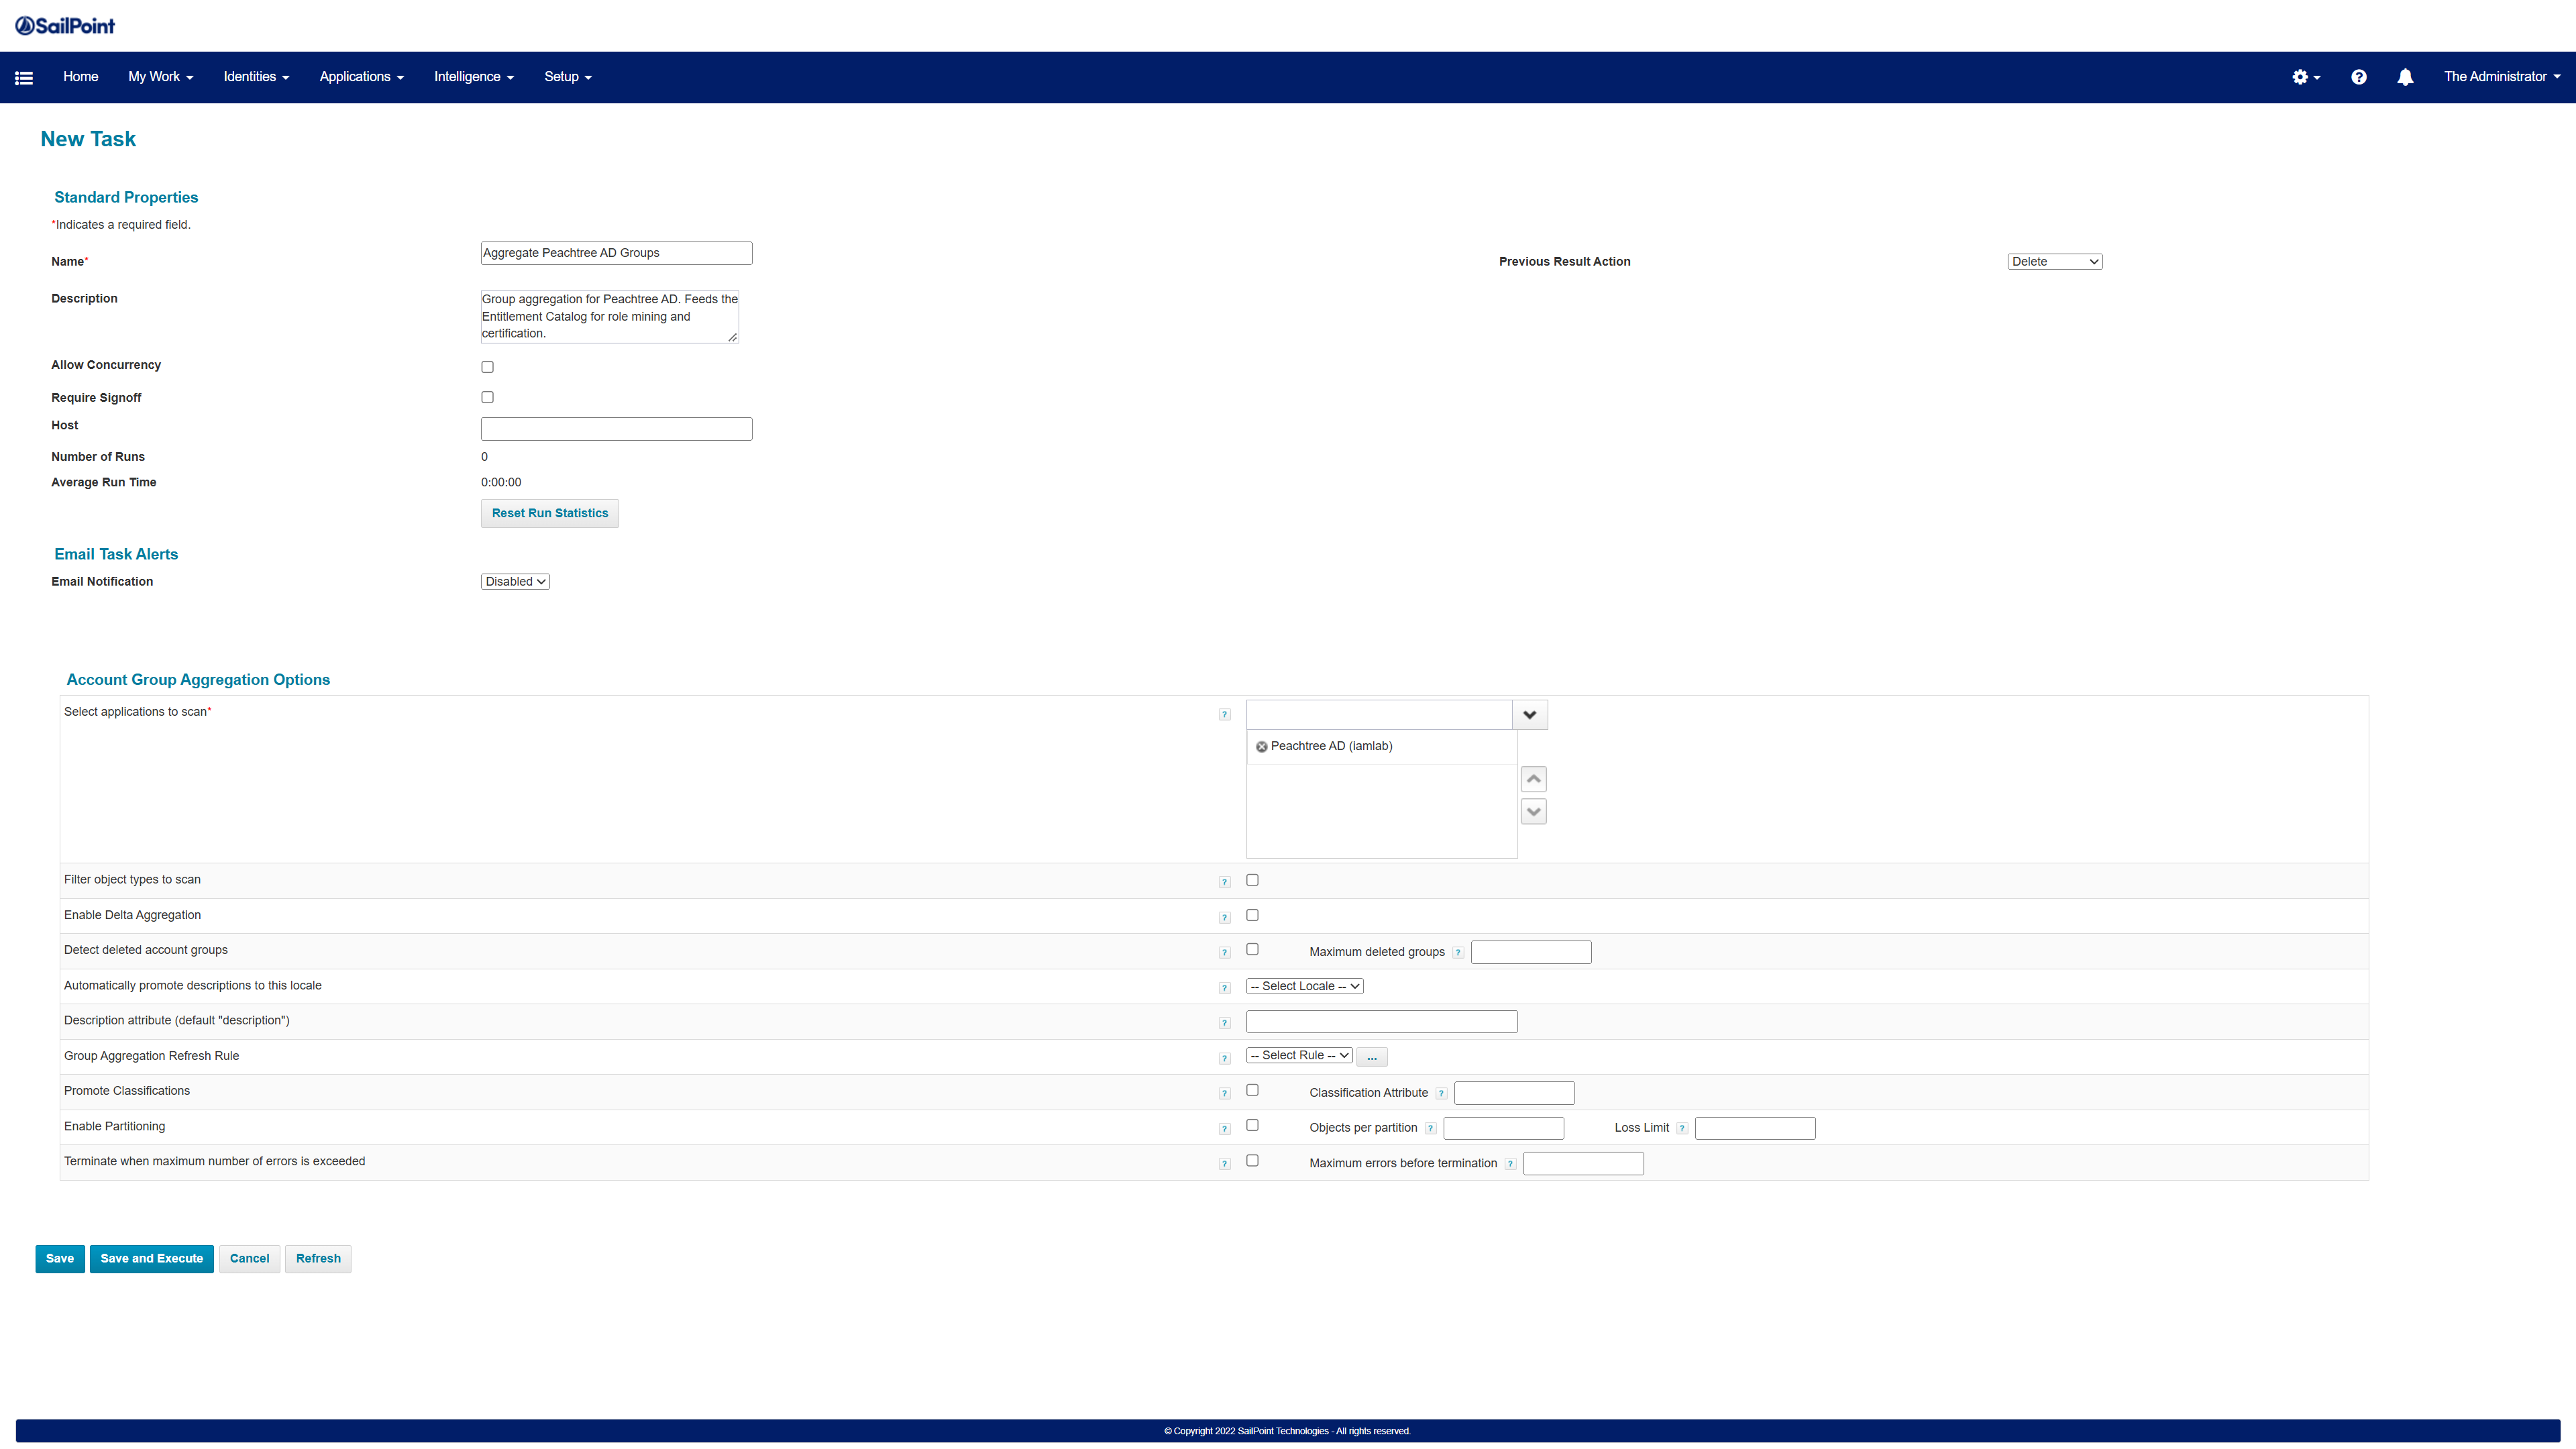 SailPoint
Home My Work Identities Applications Intelligence Setup The Administrator
New Task
Standard Properties
*Indicates a required field.
Name* Aggregate Peachtree AD Groups Previous Result Action Delete
Description Group aggregation for Peachtree AD. Feeds the
Entitlement Catalog for role mining and
certification.
Allow Concurrency
Require Signoff
Host
Number of Runs 0
Average Run Time 0:00:00
Reset Run Statistics
Email Task Alerts
Email Notification Disabled
Account Group Aggregation Options
Select applications to scan* ?
Peachtree AD (iamlab)
Filter object types to scan ?
Enable Delta Aggregation ?
Detect deleted account groups ? Maximum deleted groups ?
Automatically promote descriptions to this locale ? -- Select Locale --
Description attribute (default "description") ?
Group Aggregation Refresh Rule ? -- Select Rule -- ...
Promote Classifications ? Classification Attribute ?
Enable Partitioning ? Objects per partition ? Loss Limit ?
Terminate when maximum number of errors is exceeded ? Maximum errors before termination ?
Save Save and Execute Cancel Refresh
© Copyright 2022 SailPoint Technologies - All rights reserved.